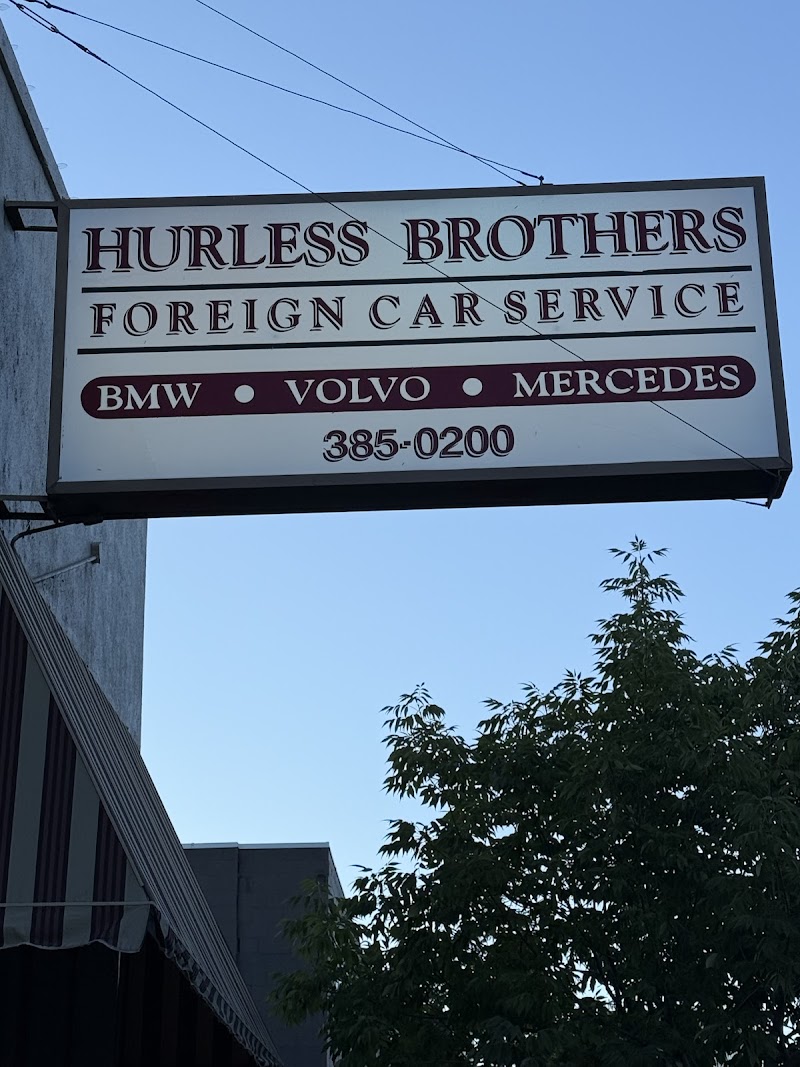 HURLESS BROTHERS
FOREIGN CAR SERVICE
BMW • VOLVO • MERCEDES
385-0200